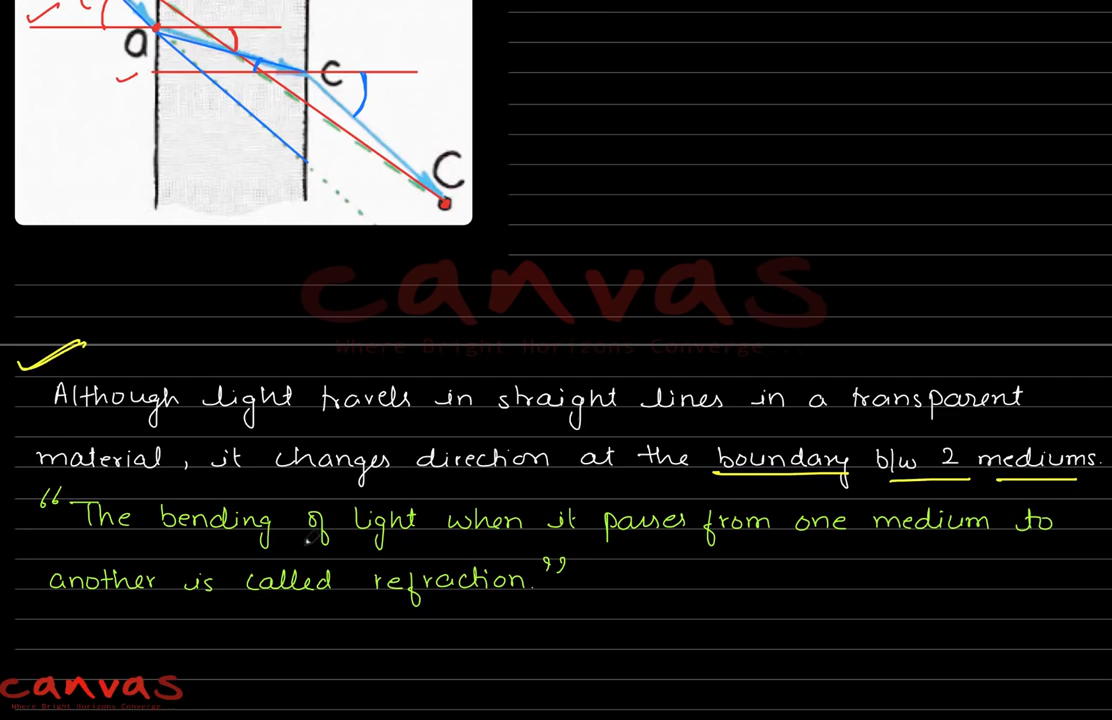 a
c
C
canvas
Where Bright Horizons Converge...
Although light travels in straight lines in a transparent
material, it changes direction at the boundary b/w 2 mediums.
"The bending of light when it passes from one medium to
another is called refraction."
canvas
Where Bright Horizons Converge...